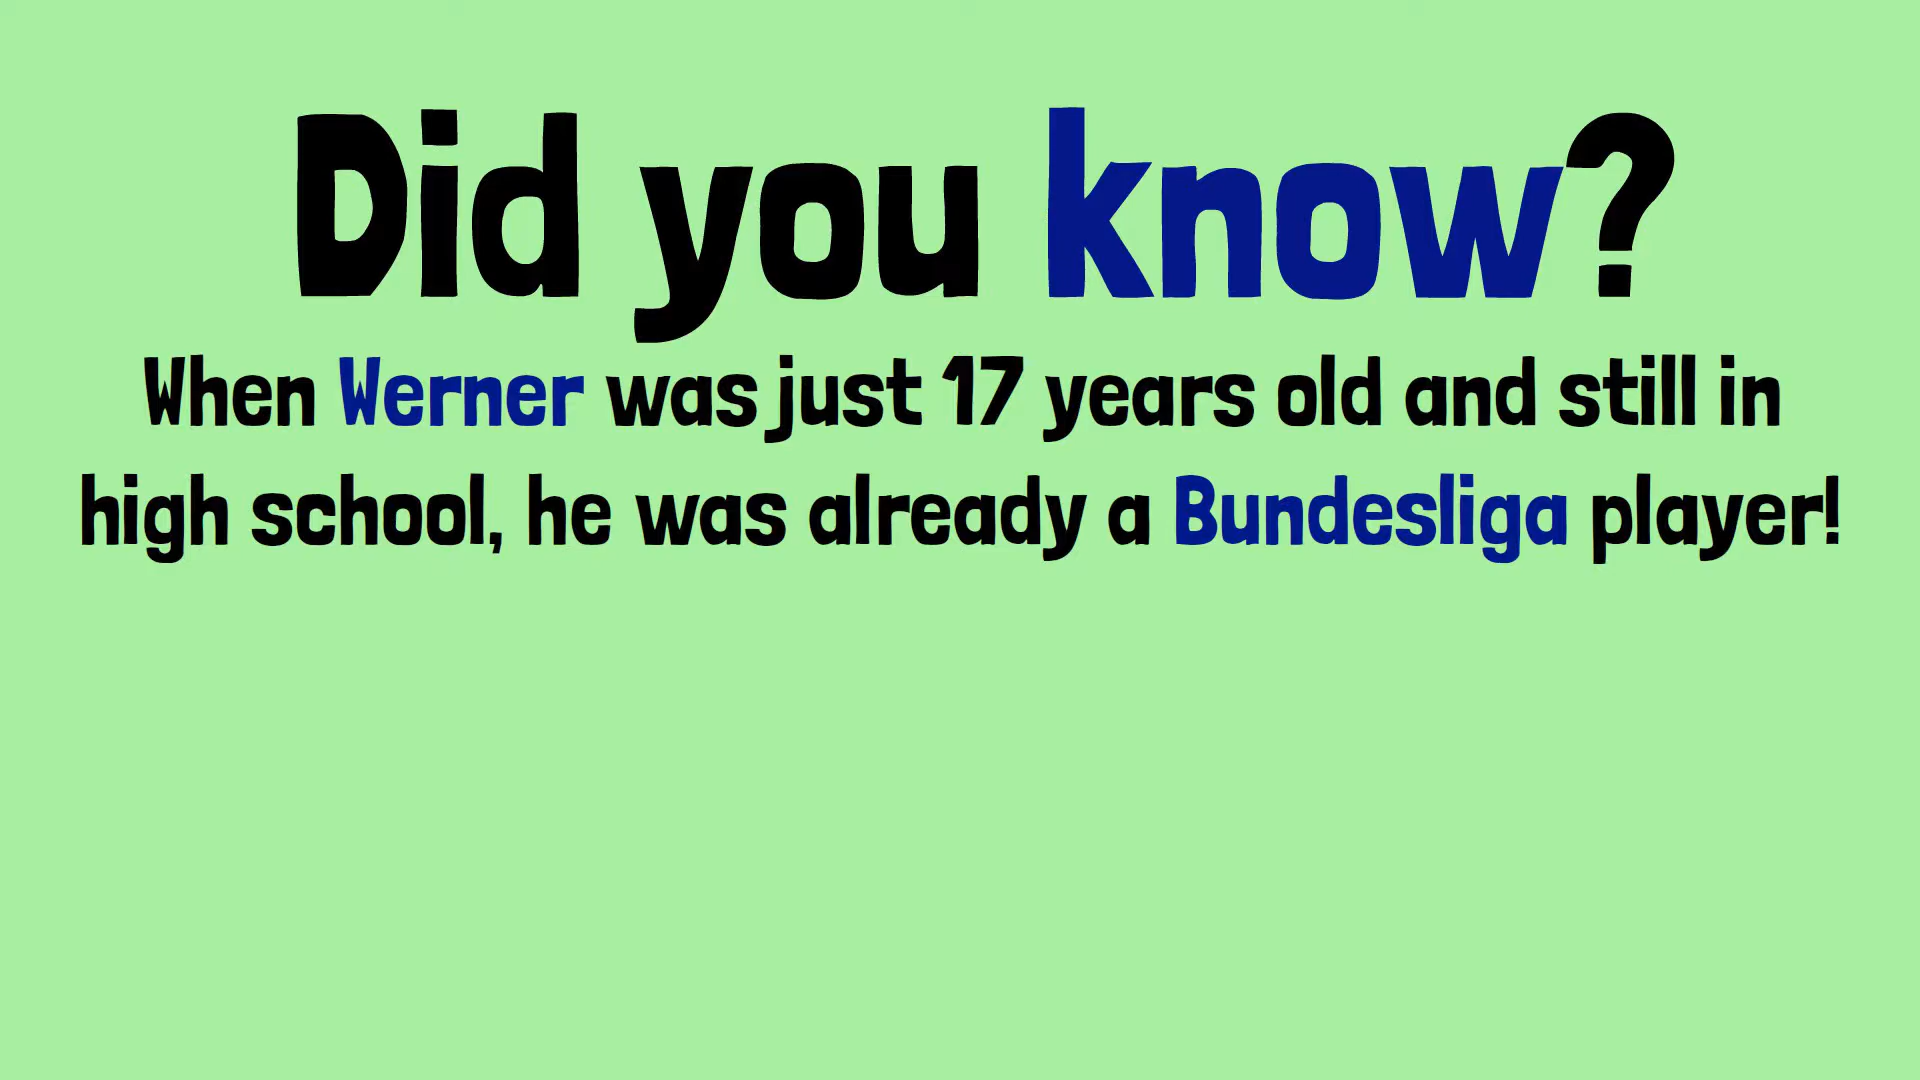 Did you know?
When Werner was just 17 years old and still in
high school, he was already a Bundesliga player!